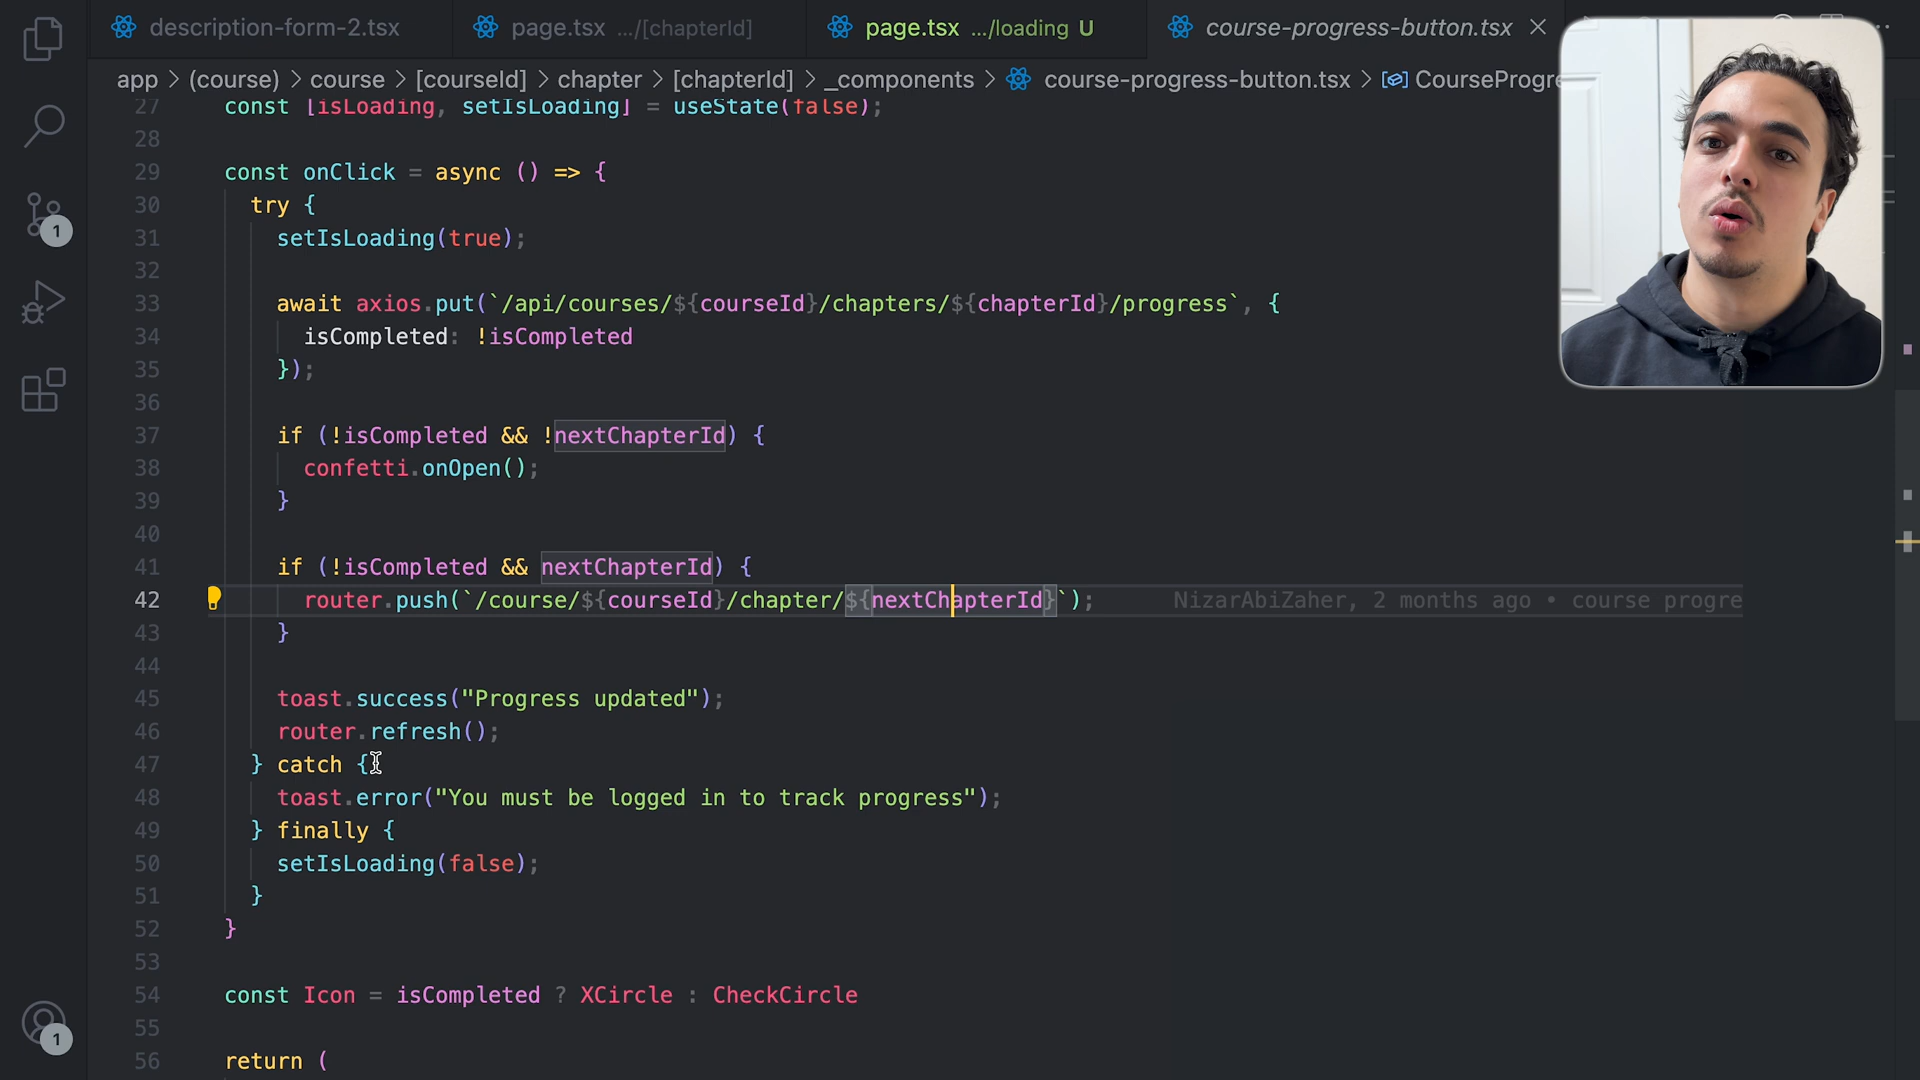 description-form-2.tsx page.tsx .../[chapterId] page.tsx .../loading U course-progress-button.tsx
app > (course) > course > [courseId] > chapter > [chapterId] > _components > course-progress-button.tsx > CourseProgre
27 const [isLoading, setIsLoading] = useState(false);
28
29 const onClick = async () => {
30 try {
31 setIsLoading(true);
32
33 await axios.put(`/api/courses/${courseId}/chapters/${chapterId}/progress`, {
34 isCompleted: !isCompleted
35 });
36
37 if (!isCompleted && !nextChapterId) {
38 confetti.onOpen();
39 }
40
41 if (!isCompleted && nextChapterId) {
42 router.push(`/course/${courseId}/chapter/${nextChapterId}`); NizarAbiZaher, 2 months ago • course progre
43 }
44
45 toast.success("Progress updated");
46 router.refresh();
47 } catch {
48 toast.error("You must be logged in to track progress");
49 } finally {
50 setIsLoading(false);
51 }
52 }
53
54 const Icon = isCompleted ? XCircle : CheckCircle
55
56 return (
1
1